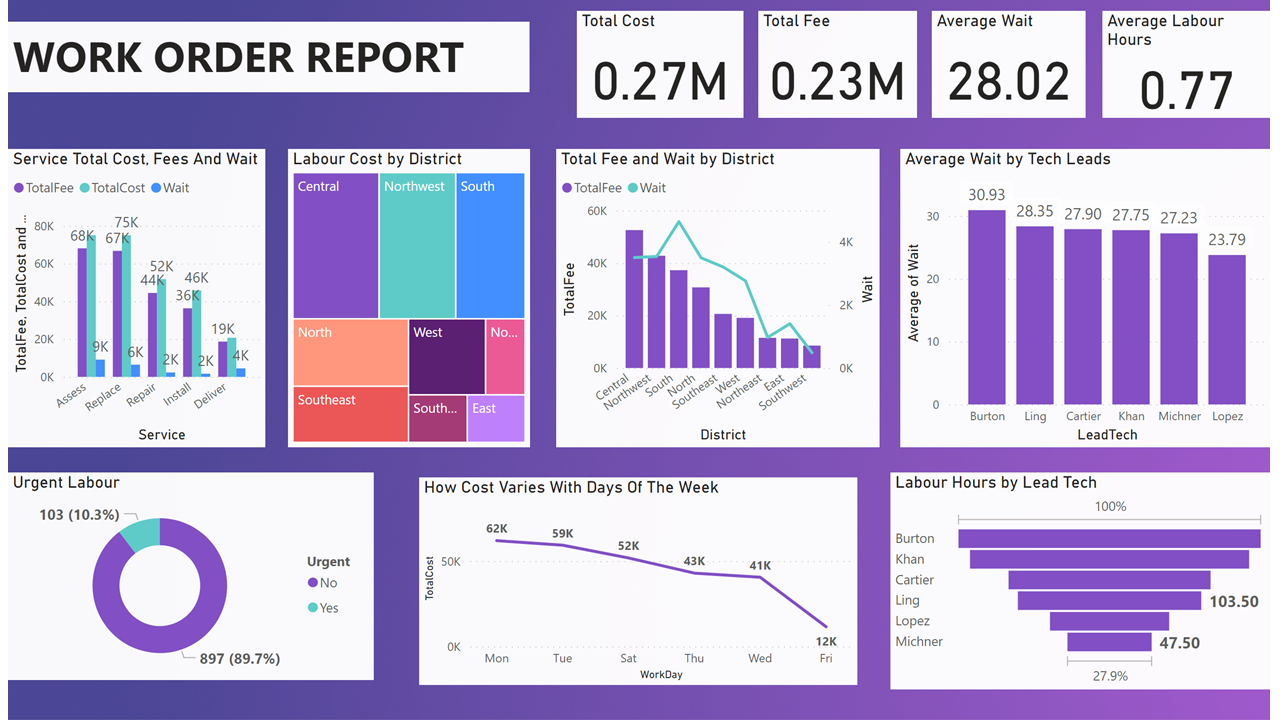 WORK ORDER REPORT
Total Cost
0.27M
Total Fee
0.23M
Average Wait
28.02
Average Labour
Hours
0.77
Service Total Cost, Fees And Wait
TotalFee TotalCost Wait
TotalFee, TotalCost and ...
80K
60K
40K
20K
0K
68K
9K
67K
75K
6K
44K
52K
2K
36K
46K
2K
19K
4K
Assess
Replace
Repair
Install
Deliver
Service
Labour Cost by District
Central
Northwest
South
North
West
No...
Southeast
South...
East
Total Fee and Wait by District
TotalFee Wait
TotalFee
60K
40K
20K
0K
4K
2K
0K
Wait
Central
Northwest
South
North
Southeast
West
Northeast
East
Southwest
District
Average Wait by Tech Leads
Average of Wait
30
20
10
0
30.93
28.35
27.90
27.75
27.23
23.79
Burton
Ling
Cartier
Khan
Michner
Lopez
LeadTech
Urgent Labour
103 (10.3%)
897 (89.7%)
Urgent
No
Yes
How Cost Varies With Days Of The Week
TotalCost
50K
0K
62K
59K
52K
43K
41K
12K
Mon
Tue
Sat
Thu
Wed
Fri
WorkDay
Labour Hours by Lead Tech
100%
Burton
Khan
Cartier
Ling
103.50
Lopez
Michner
47.50
27.9%